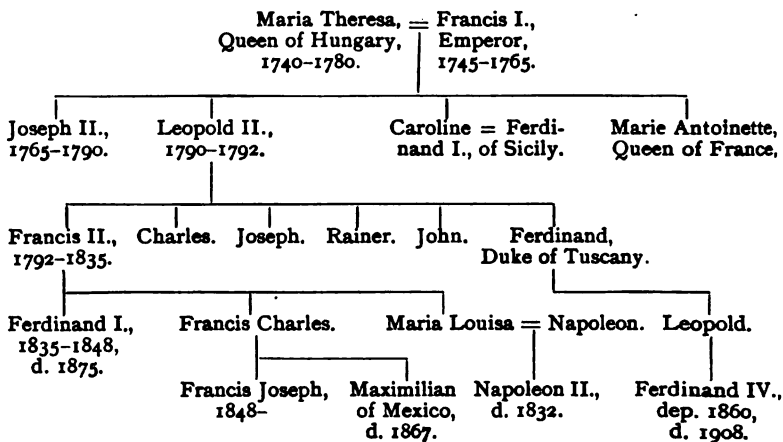 Maria Theresa, = Francis I.,
Queen of Hungary, Emperor,
1740–1780. 1745–1765.
Joseph II., Leopold II., Caroline = Ferdi- Marie Antoinette,
1765–1790. 1790–1792. nand I., of Sicily. Queen of France.
Francis II., Charles. Joseph. Rainer. John. Ferdinand,
1792–1835. Duke of Tuscany.
Ferdinand I., Francis Charles. Maria Louisa = Napoleon. Leopold.
1835–1848,
d. 1875.
Francis Joseph, Maximilian Napoleon II., Ferdinand IV.,
1848– of Mexico, d. 1832. dep. 1860,
d. 1867. d. 1908.